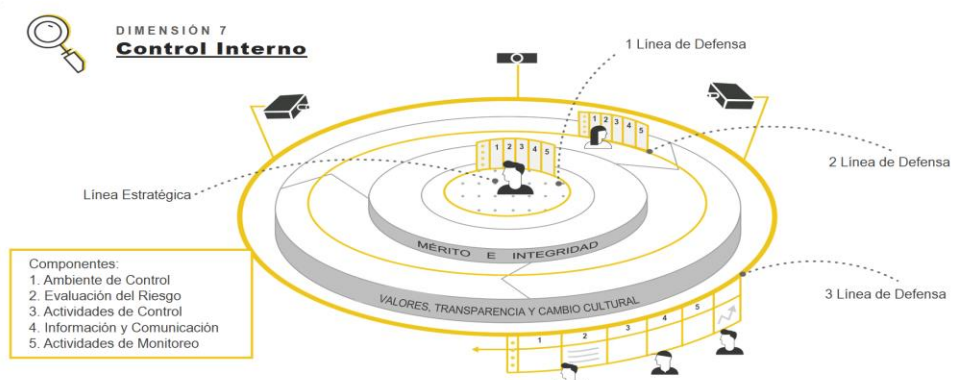 DIMENSIÓN 7
Control Interno
1 Línea de Defensa
1 2 3 4 5
1 2 3 4 5
2 Línea de Defensa
Línea Estratégica
MÉRITO E INTEGRIDAD
VALORES, TRANSPARENCIA Y CAMBIO CULTURAL
3 Línea de Defensa
1 2 3 4 5
Componentes:
1. Ambiente de Control
2. Evaluación del Riesgo
3. Actividades de Control
4. Información y Comunicación
5. Actividades de Monitoreo